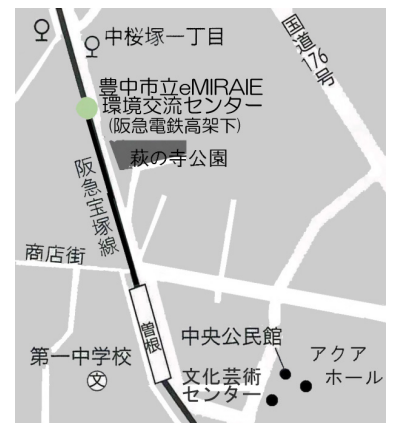 中桜塚一丁目
国道176号
豊中市立eMIRAIE
環境交流センター
(阪急電鉄高架下)
萩の寺公園
阪急宝塚線
商店街
曽根
中央公民館
アクア
ホール
第一中学校
文
文化芸術
センター